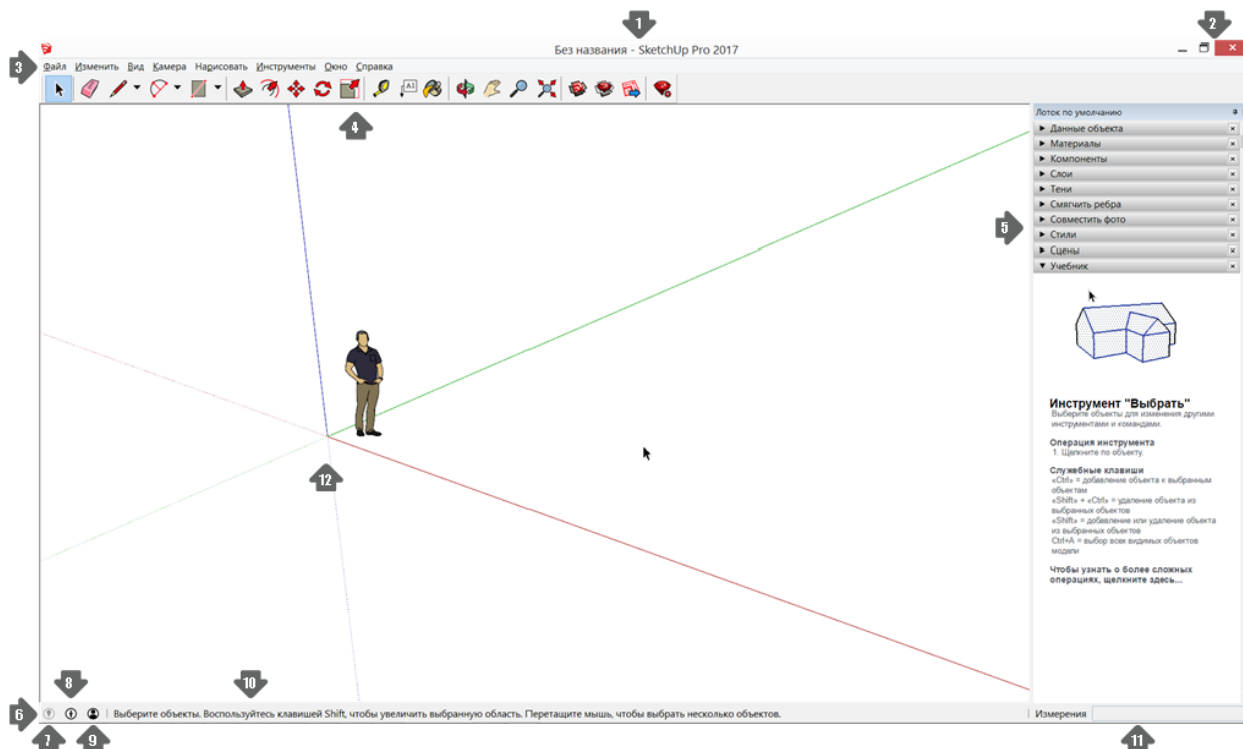 1
2
Без названия - SketchUp Pro 2017
3
Файл Изменить Вид Камера Нарисовать Инструменты Окно Справка
A1
4
Лоток по умолчанию
Данные объекта
Материалы
Компоненты
Слои
Тени
Смягчить ребра
Совместить фото
5
Стили
Сцены
Учебник
Инструмент "Выбрать"
Выберите объекты для изменения другими
инструментами и командами.
Операция инструмента
1. Щелкните по объекту.
Служебные клавиши
«Ctrl» = добавление объекта к выбранным
объектам
«Shift» + «Ctrl» = удаление объекта из
выбранных объектов
«Shift» = добавление или удаление объекта
из выбранных объектов
Ctrl+A = выбор всех видимых объектов
модели
Чтобы узнать о более сложных
операциях, щелкните здесь...
12
8
10
6
Выберите объекты. Воспользуйтесь клавишей Shift, чтобы увеличить выбранную область. Перетащите мышь, чтобы выбрать несколько объектов.
Измерения
7
9
11